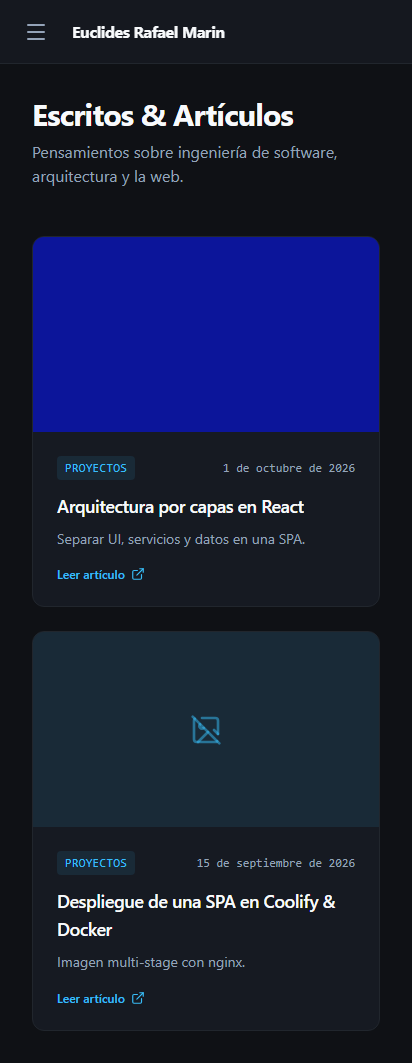 Euclides Rafael Marin
Escritos & Artículos
Pensamientos sobre ingeniería de software,
arquitectura y la web.
PROYECTOS
1 de octubre de 2026
Arquitectura por capas en React
Separar UI, servicios y datos en una SPA.
Leer artículo
PROYECTOS
15 de septiembre de 2026
Despliegue de una SPA en Coolify &
Docker
Imagen multi-stage con nginx.
Leer artículo